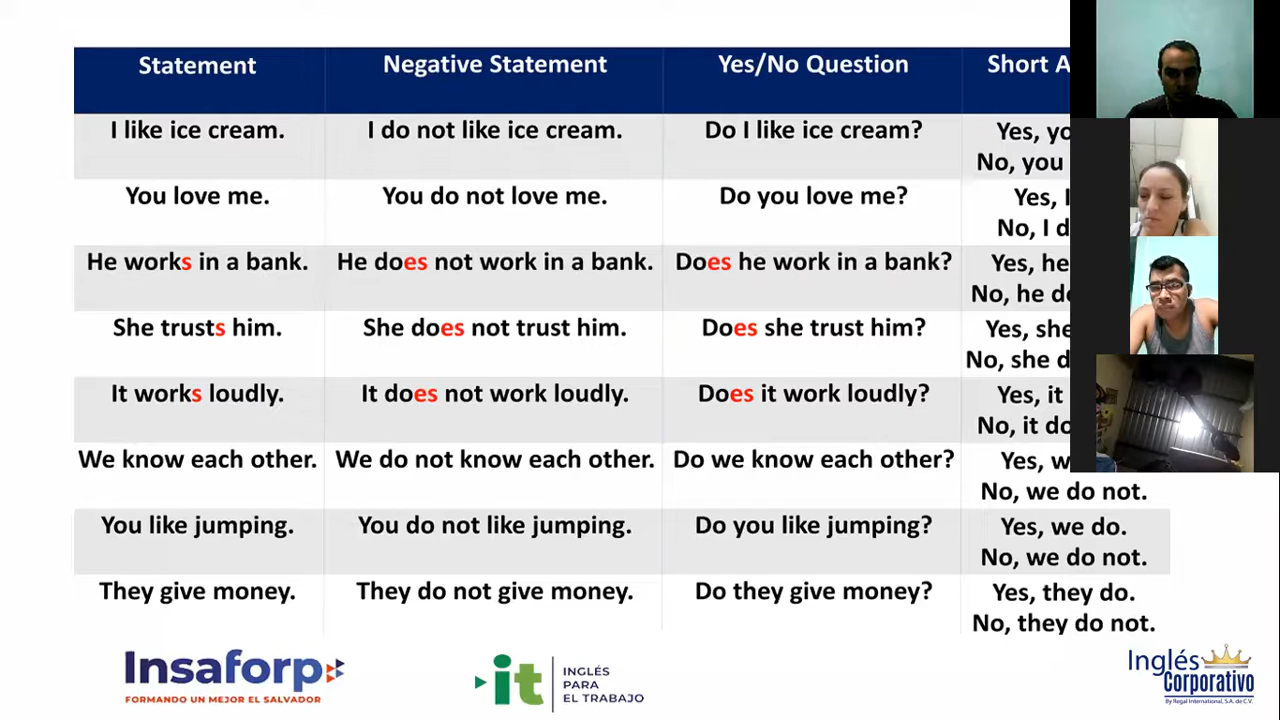 Statement Negative Statement Yes/No Question Short
I like ice cream. I do not like ice cream. Do I like ice cream? Yes,
No, you
You love me. You do not love me. Do you love me? Yes, I
No, I
He works in a bank. He does not work in a bank. Does he work in a bank? Yes, he
No, he
She trusts him. She does not trust him. Does she trust him? Yes, she
No, she
It works loudly. It does not work loudly. Does it work loudly? Yes, it
No, it
We know each other. We do not know each other. Do we know each other? Yes,
No, we do not.
You like jumping. You do not like jumping. Do you like jumping? Yes, we do.
No, we do not.
They give money. They do not give money. Do they give money? Yes, they do.
No, they do not.
Insaforp
FORMANDO UN MEJOR EL SALVADOR
it
INGLÉS
PARA
EL TRABAJO
Inglés
Corporativo
By Regal International, S.A. de C.V.